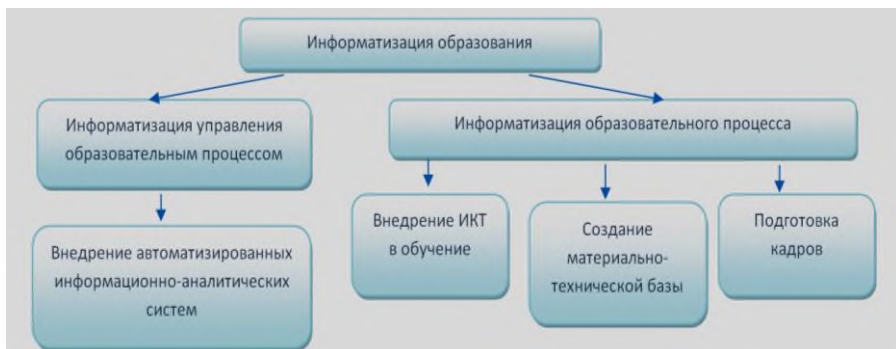 Информатизация образования
Информатизация управления
образовательным процессом
Информатизация образовательного процесса
Внедрение автоматизированных
информационно-аналитических
систем
Внедрение ИКТ
в обучение
Создание
материально-
технической базы
Подготовка
кадров